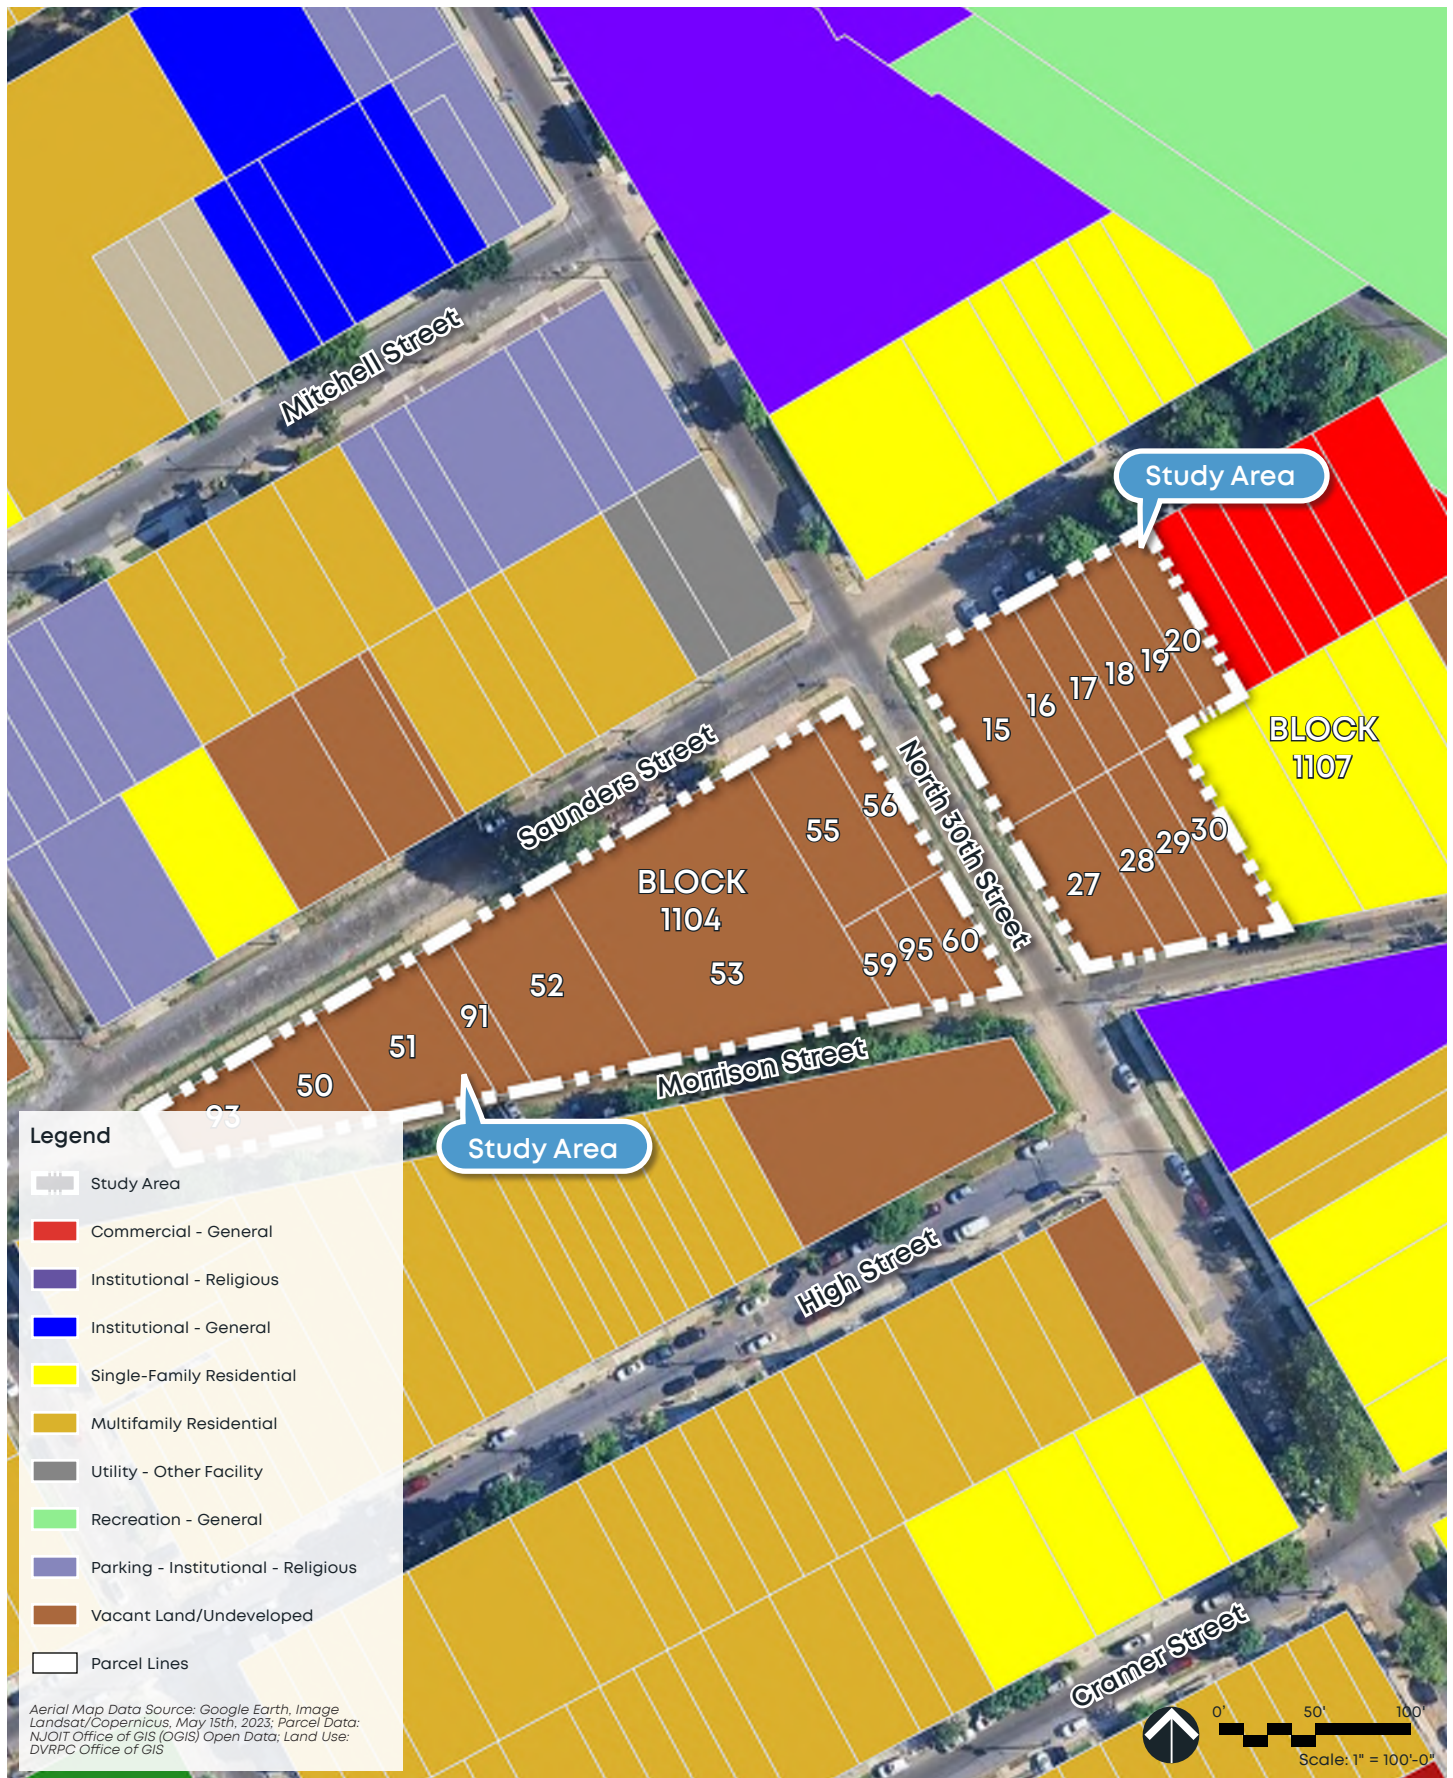 Mitchell Street
Study Area
20
19
18
17
16
15
BLOCK
1107
Saunders Street
North 30th Street
56
55
30
29
28
27
BLOCK
1104
53
60
95
59
52
91
51
50
93
Morrison Street
Study Area
High Street
Cramer Street
Legend
Study Area
Commercial - General
Institutional - Religious
Institutional - General
Single-Family Residential
Multifamily Residential
Utility - Other Facility
Recreation - General
Parking - Institutional - Religious
Vacant Land/Undeveloped
Parcel Lines
Aerial Map Data Source: Google Earth, Image
Landsat/Copernicus, May 15th, 2023; Parcel Data:
NJOIT Office of GIS (OGIS) Open Data; Land Use:
DVRPC Office of GIS
0' 50' 100'
Scale: 1" = 100'-0"